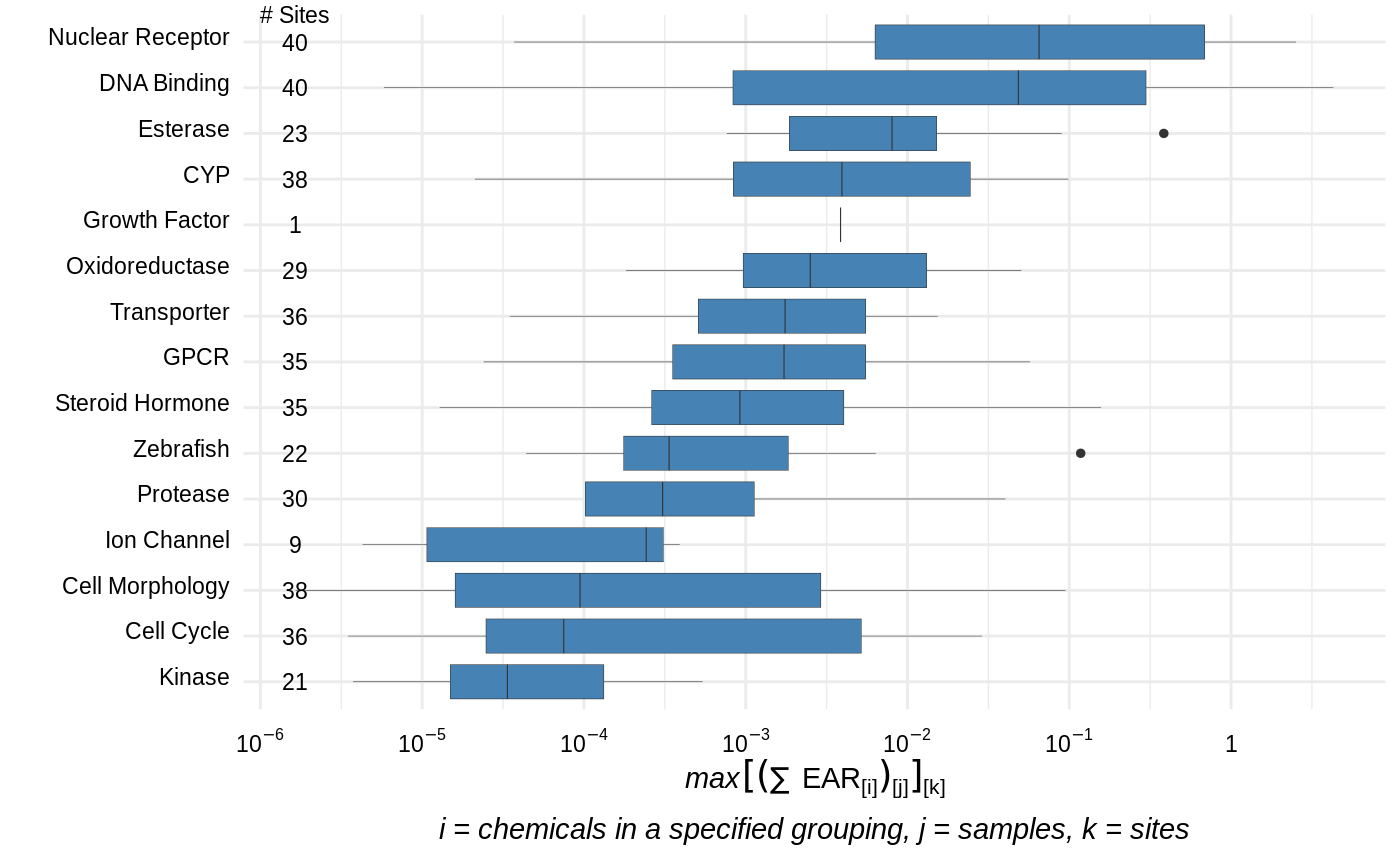 # Sites
Nuclear Receptor 40
DNA Binding 40
Esterase 23
CYP 38
Growth Factor 1
Oxidoreductase 29
Transporter 36
GPCR 35
Steroid Hormone 35
Zebrafish 22
Protease 30
Ion Channel 9
Cell Morphology 38
Cell Cycle 36
Kinase 21
10⁻⁶ 10⁻⁵ 10⁻⁴ 10⁻³ 10⁻² 10⁻¹ 1
max[(∑ EAR[i])[j]][k]
i = chemicals in a specified grouping, j = samples, k = sites